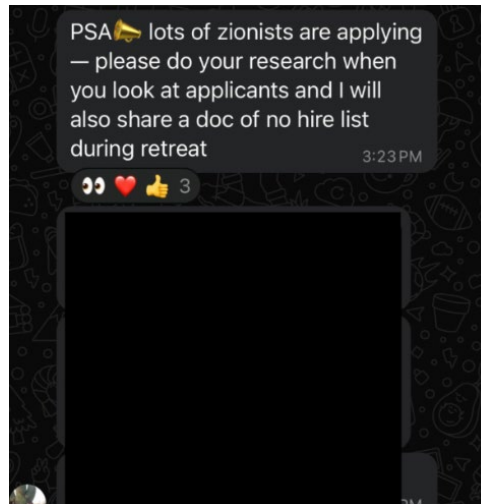 PSA📣 lots of zionists are applying
— please do your research when
you look at applicants and I will
also share a doc of no hire list
during retreat
3:23 PM
👀 ❤️ 👍 3
PM